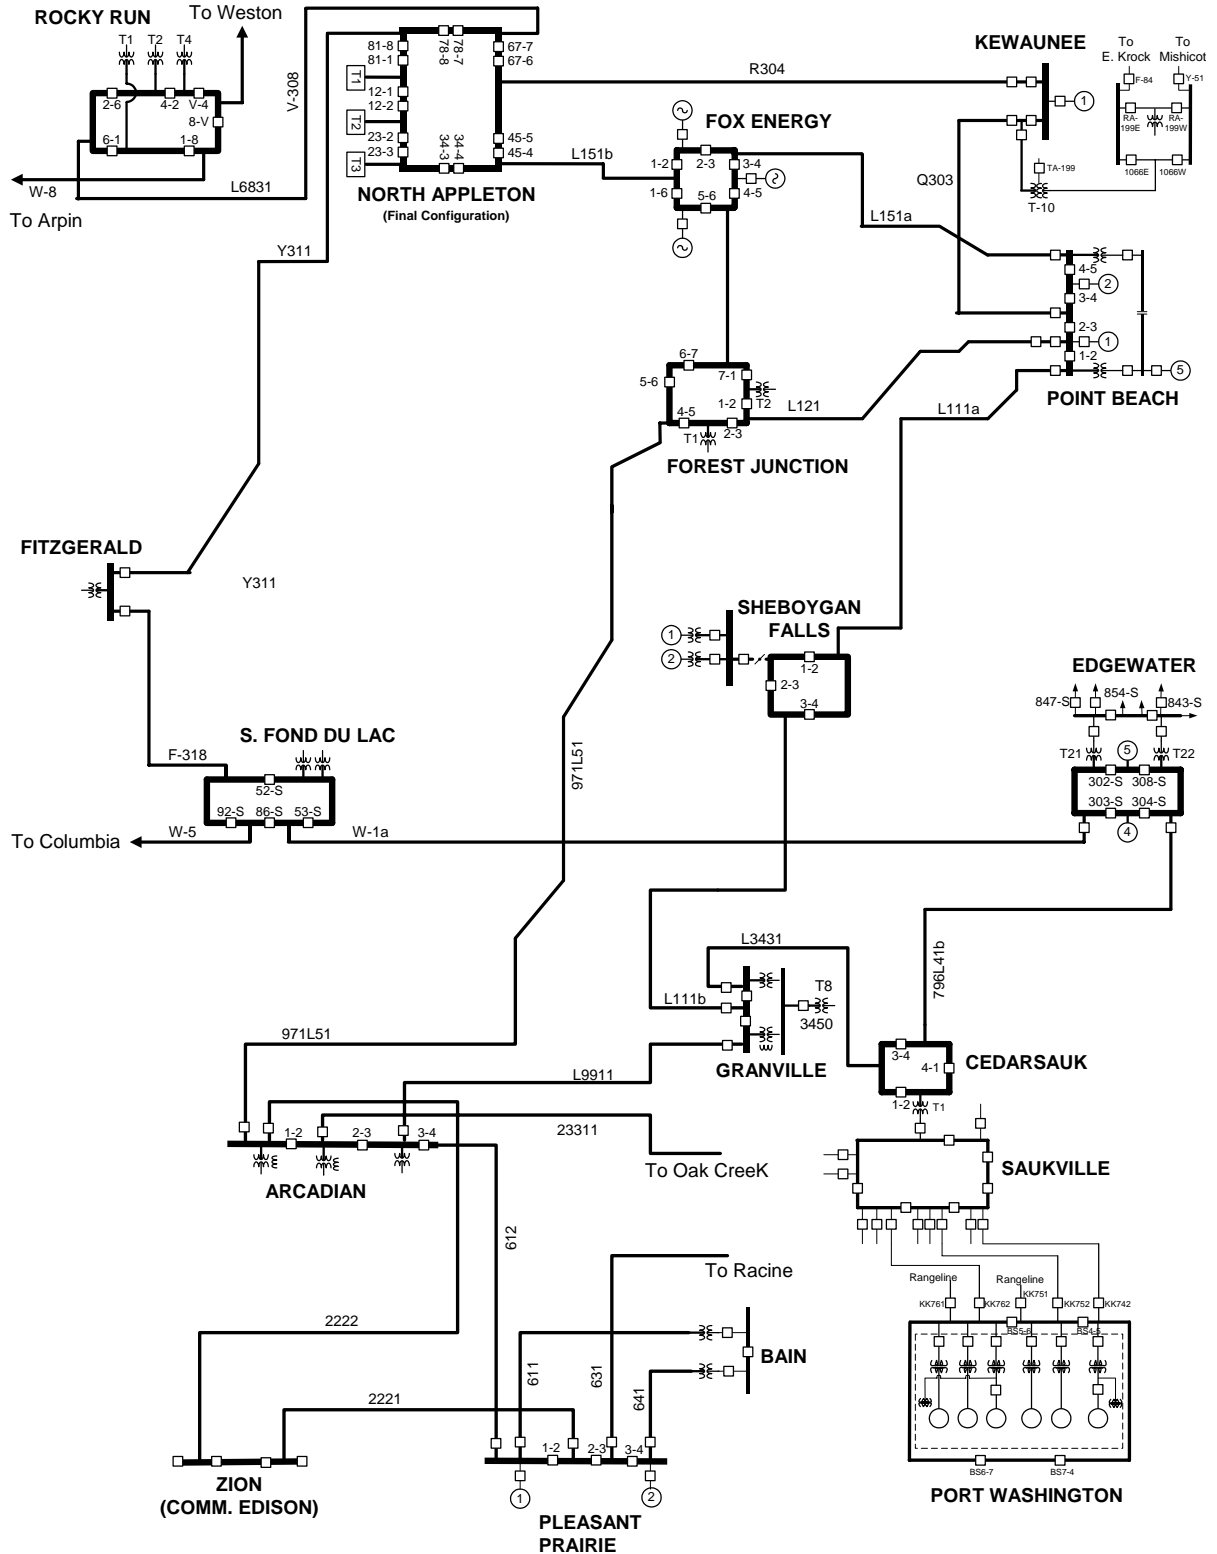 ROCKY RUN
To Weston
T1
T2
T4
2-6
4-2
V-4
8-V
6-1
1-8
W-8
To Arpin
L6831
V-308
81-8
81-1
78-8
78-7
67-7
67-6
T1
12-1
12-2
T2
23-2
23-3
T3
34-3
34-4
45-5
45-4
NORTH APPLETON
(Final Configuration)
R304
L151b
Y311
FOX ENERGY
1-2
2-3
3-4
1-6
5-6
4-5
KEWAUNEE
1
To
E. Krock
To
Mishicot
F-84
Y-51
RA-
199E
RA-
199W
1066E
1066W
TA-199
T-10
Q303
L151a
4-5
2
3-4
2-3
1
1-2
5
POINT BEACH
6-7
5-6
7-1
1-2
T2
4-5
T1
2-3
FOREST JUNCTION
L121
L111a
FITZGERALD
Y311
SHEBOYGAN
FALLS
1
2
1-2
2-3
3-4
EDGEWATER
847-S
854-S
843-S
T21
5
T22
302-S
308-S
303-S
304-S
4
S. FOND DU LAC
F-318
52-S
92-S
86-S
53-S
W-5
To Columbia
W-1a
971L51
L3431
T8
3450
L111b
GRANVILLE
796L41b
3-4
4-1
1-2
T1
CEDARSAUK
971L51
L9911
1-2
2-3
3-4
ARCADIAN
23311
To Oak CreeK
SAUKVILLE
612
To Racine
Rangeline
Rangeline
KK761
KK762
KK751
KK752
KK742
BS5-6
BS4-5
BS6-7
BS7-4
PORT WASHINGTON
2222
611
631
641
BAIN
2221
1-2
2-3
3-4
ZION
(COMM. EDISON)
1
2
PLEASANT
PRAIRIE